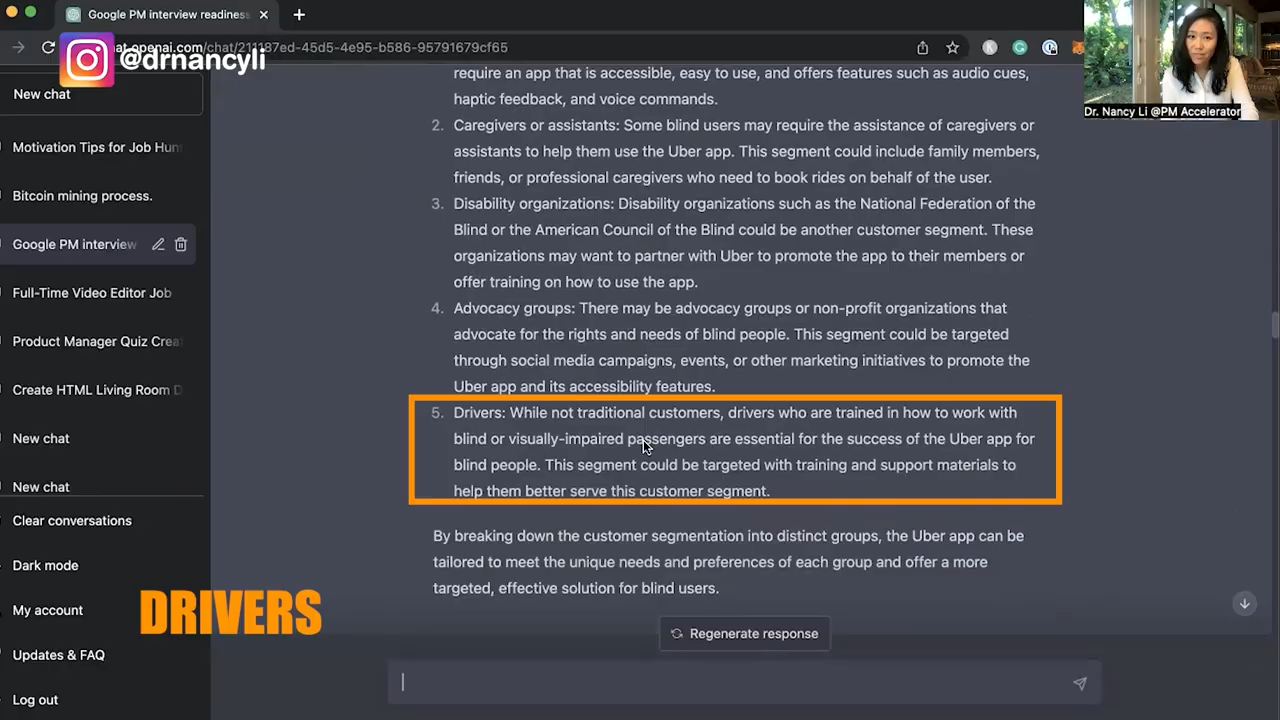 Google PM interview readiness
chat.openai.com/chat/211187ed-45d5-4e95-b586-95791679cf65
@drnancyli
Dr. Nancy Li @PM Accelerator
New chat
Motivation Tips for Job Hun
Bitcoin mining process.
Google PM interview
Full-Time Video Editor Job
Product Manager Quiz Crea
Create HTML Living Room D
New chat
New chat
Clear conversations
Dark mode
My account
Updates & FAQ
Log out
DRIVERS
require an app that is accessible, easy to use, and offers features such as audio cues,
haptic feedback, and voice commands.
2. Caregivers or assistants: Some blind users may require the assistance of caregivers or
assistants to help them use the Uber app. This segment could include family members,
friends, or professional caregivers who need to book rides on behalf of the user.
3. Disability organizations: Disability organizations such as the National Federation of the
Blind or the American Council of the Blind could be another customer segment. These
organizations may want to partner with Uber to promote the app to their members or
offer training on how to use the app.
4. Advocacy groups: There may be advocacy groups or non-profit organizations that
advocate for the rights and needs of blind people. This segment could be targeted
through social media campaigns, events, or other marketing initiatives to promote the
Uber app and its accessibility features.
5. Drivers: While not traditional customers, drivers who are trained in how to work with
blind or visually-impaired passengers are essential for the success of the Uber app for
blind people. This segment could be targeted with training and support materials to
help them better serve this customer segment.
By breaking down the customer segmentation into distinct groups, the Uber app can be
tailored to meet the unique needs and preferences of each group and offer a more
targeted, effective solution for blind users.
Regenerate response